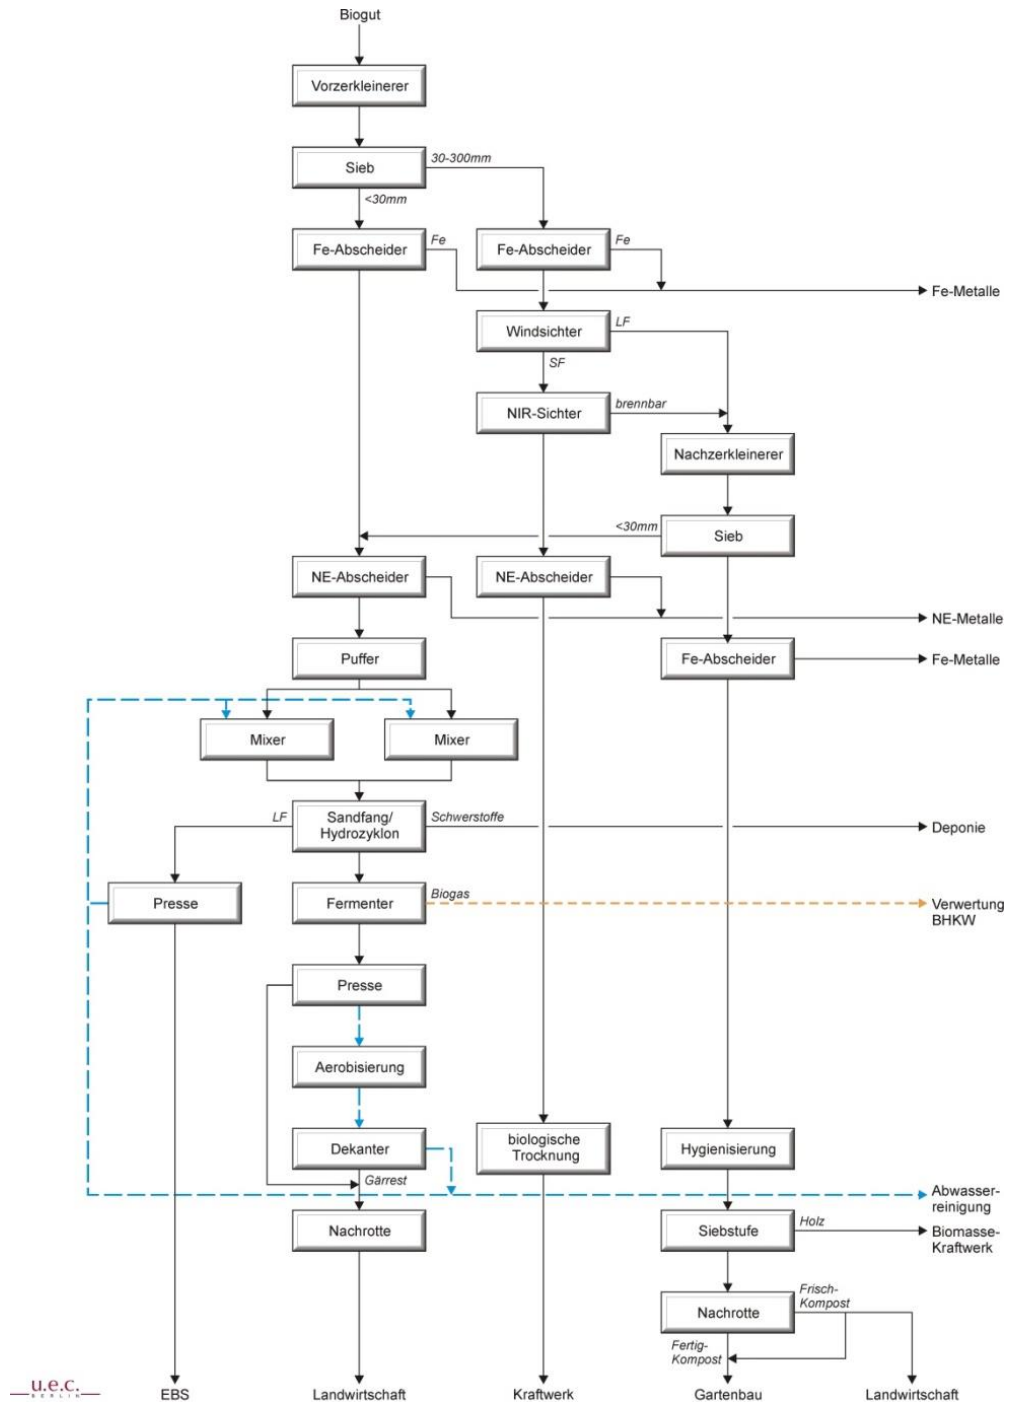 Biogut
Vorzerkleinerer
Sieb
30-300mm
<30mm
Fe-Abscheider
Fe
Fe-Abscheider
Fe
Fe-Metalle
Windsichter
LF
SF
NIR-Sichter
brennbar
Nachzerkleinerer
<30mm
Sieb
NE-Abscheider
NE-Abscheider
NE-Metalle
Puffer
Fe-Abscheider
Fe-Metalle
Mixer
Mixer
LF
Sandfang/
Hydrozyklon
Schwerstoffe
Deponie
Presse
Fermenter
Biogas
Verwertung
BHKW
Presse
Aerobisierung
Dekanter
biologische
Trocknung
Hygienisierung
Gärrest
Abwasser-
reinigung
Nachrotte
Siebstufe
Holz
Biomasse-
Kraftwerk
Nachrotte
Frisch-
Kompost
Fertig-
Kompost
u.e.c.
BERLIN
EBS
Landwirtschaft
Kraftwerk
Gartenbau
Landwirtschaft